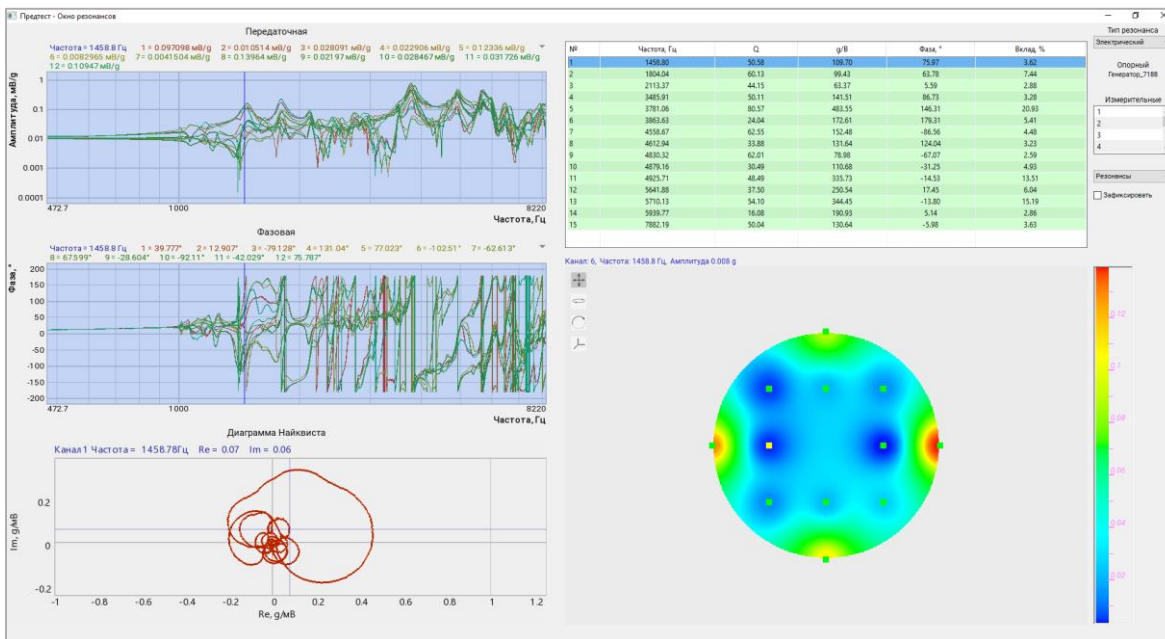 Предтест - Окно резонансов
Передаточная
Частота = 1458.8 Гц 1 = 0.097098 мВ/g 2 = 0.010514 мВ/g 3 = 0.028091 мВ/g 4 = 0.022906 мВ/g 5 = 0.12336 мВ/g
6 = 0.0082965 мВ/g 7 = 0.0041504 мВ/g 8 = 0.13964 мВ/g 9 = 0.02197 мВ/g 10 = 0.028467 мВ/g 11 = 0.031726 мВ/g
12 = 0.10947 мВ/g
Амплитуда, мВ/g
1
0.1
0.01
0.001
0.0001
472.7 1000 8220
Частота, Гц
Фазовая
Частота = 1458.8 Гц 1 = 39.777° 2 = 12.907° 3 = -79.128° 4 = 131.04° 5 = 77.023° 6 = -102.51° 7 = -62.613°
8 = 67.599° 9 = -28.604° 10 = -92.11° 11 = -42.029° 12 = 75.787°
Фаза, °
200
150
100
50
0
-50
-100
-150
-200
472.7 1000 8220
Частота, Гц
Диаграмма Найквиста
Канал 1 Частота = 1458.78Гц Re = 0.07 Im = 0.06
Im, g/мВ
0.2
0
-0.2
-1 -0.8 -0.6 -0.4 -0.2 0 0.2 0.4 0.6 0.8 1 1.2
Re, g/мВ
№ Частота, Гц Q g/В Фаза, ° Вклад, %
1 1458.80 50.58 109.70 75.97 3.62
2 1804.04 60.13 99.43 63.78 7.44
3 2113.37 44.15 63.37 5.59 2.88
4 3485.91 50.11 141.51 86.73 3.28
5 3781.06 80.57 483.55 146.31 20.93
6 3863.63 24.04 172.61 179.31 5.41
7 4558.67 62.55 152.48 -86.56 4.48
8 4612.94 33.88 131.64 124.04 3.23
9 4830.32 62.01 78.98 -67.07 2.59
10 4879.16 30.49 110.68 -31.25 4.93
11 4925.71 48.49 335.73 -14.53 13.51
12 5641.88 37.50 250.54 17.45 6.04
13 5710.13 54.10 344.45 -13.80 15.19
14 5939.77 16.08 190.93 5.14 2.86
15 7882.19 50.04 130.64 -5.98 3.63
Канал: 6, Частота: 1458.8 Гц, Амплитуда 0.008 g
0.12
0.1
0.08
0.06
0.04
0.02
Тип резонанса
Электрический
Опорный
Генератор_7188
Измерительные
1
2
3
4
Резонансы
Зафиксировать